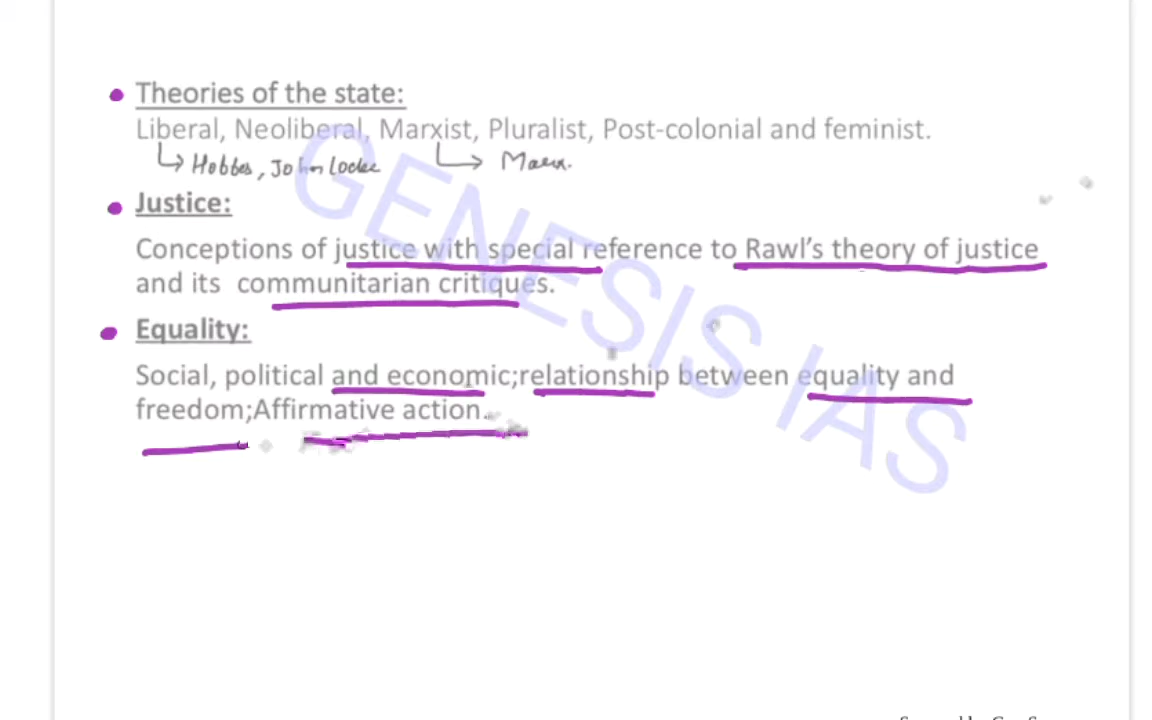 Theories of the state:
Liberal, Neoliberal, Marxist, Pluralist, Post-colonial and feminist.
Hobbes, John Locke Marx.
Justice:
Conceptions of justice with special reference to Rawl's theory of justice
and its communitarian critiques.
Equality:
Social, political and economic;relationship between equality and
freedom;Affirmative action.
GENESIS IAS